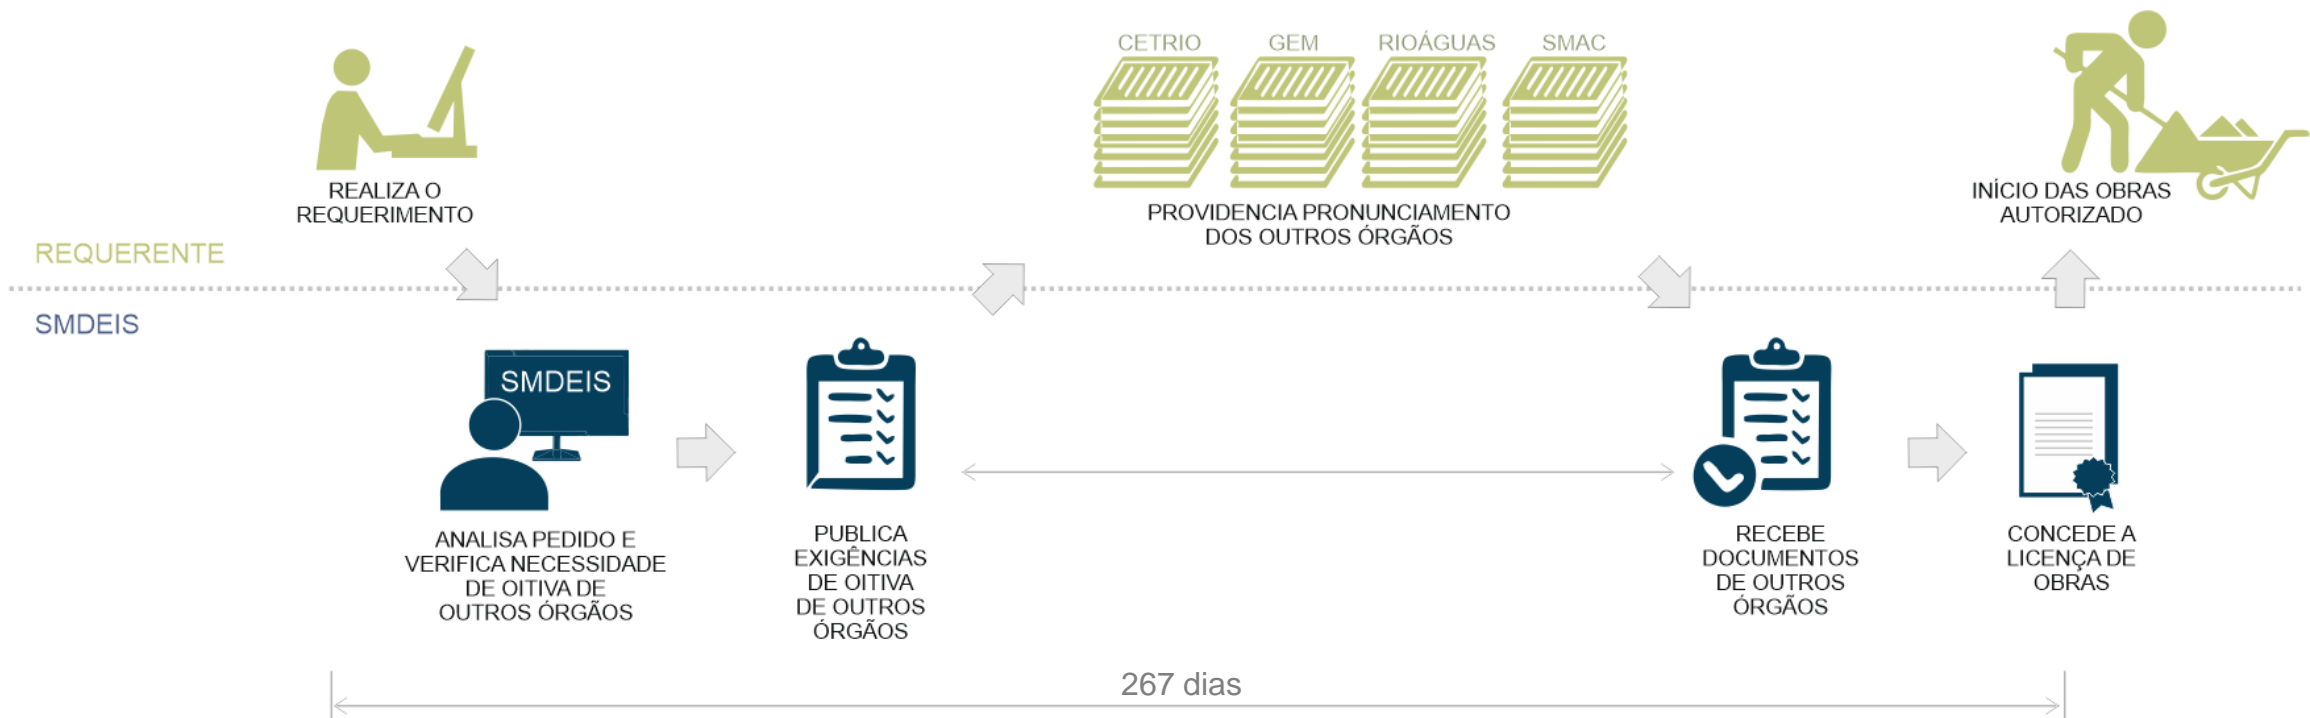 CETRIO
GEM
RIOÁGUAS
SMAC
REALIZA O
REQUERIMENTO
PROVIDENCIA PRONUNCIAMENTO
DOS OUTROS ÓRGÃOS
INÍCIO DAS OBRAS
AUTORIZADO
REQUERENTE
SMDEIS
SMDEIS
ANALISA PEDIDO E
VERIFICA NECESSIDADE
DE OITIVA DE
OUTROS ÓRGÃOS
PUBLICA
EXIGÊNCIAS
DE OITIVA
DE OUTROS
ÓRGÃOS
RECEBE
DOCUMENTOS
DE OUTROS
ÓRGÃOS
CONCEDE A
LICENÇA DE
OBRAS
267 dias